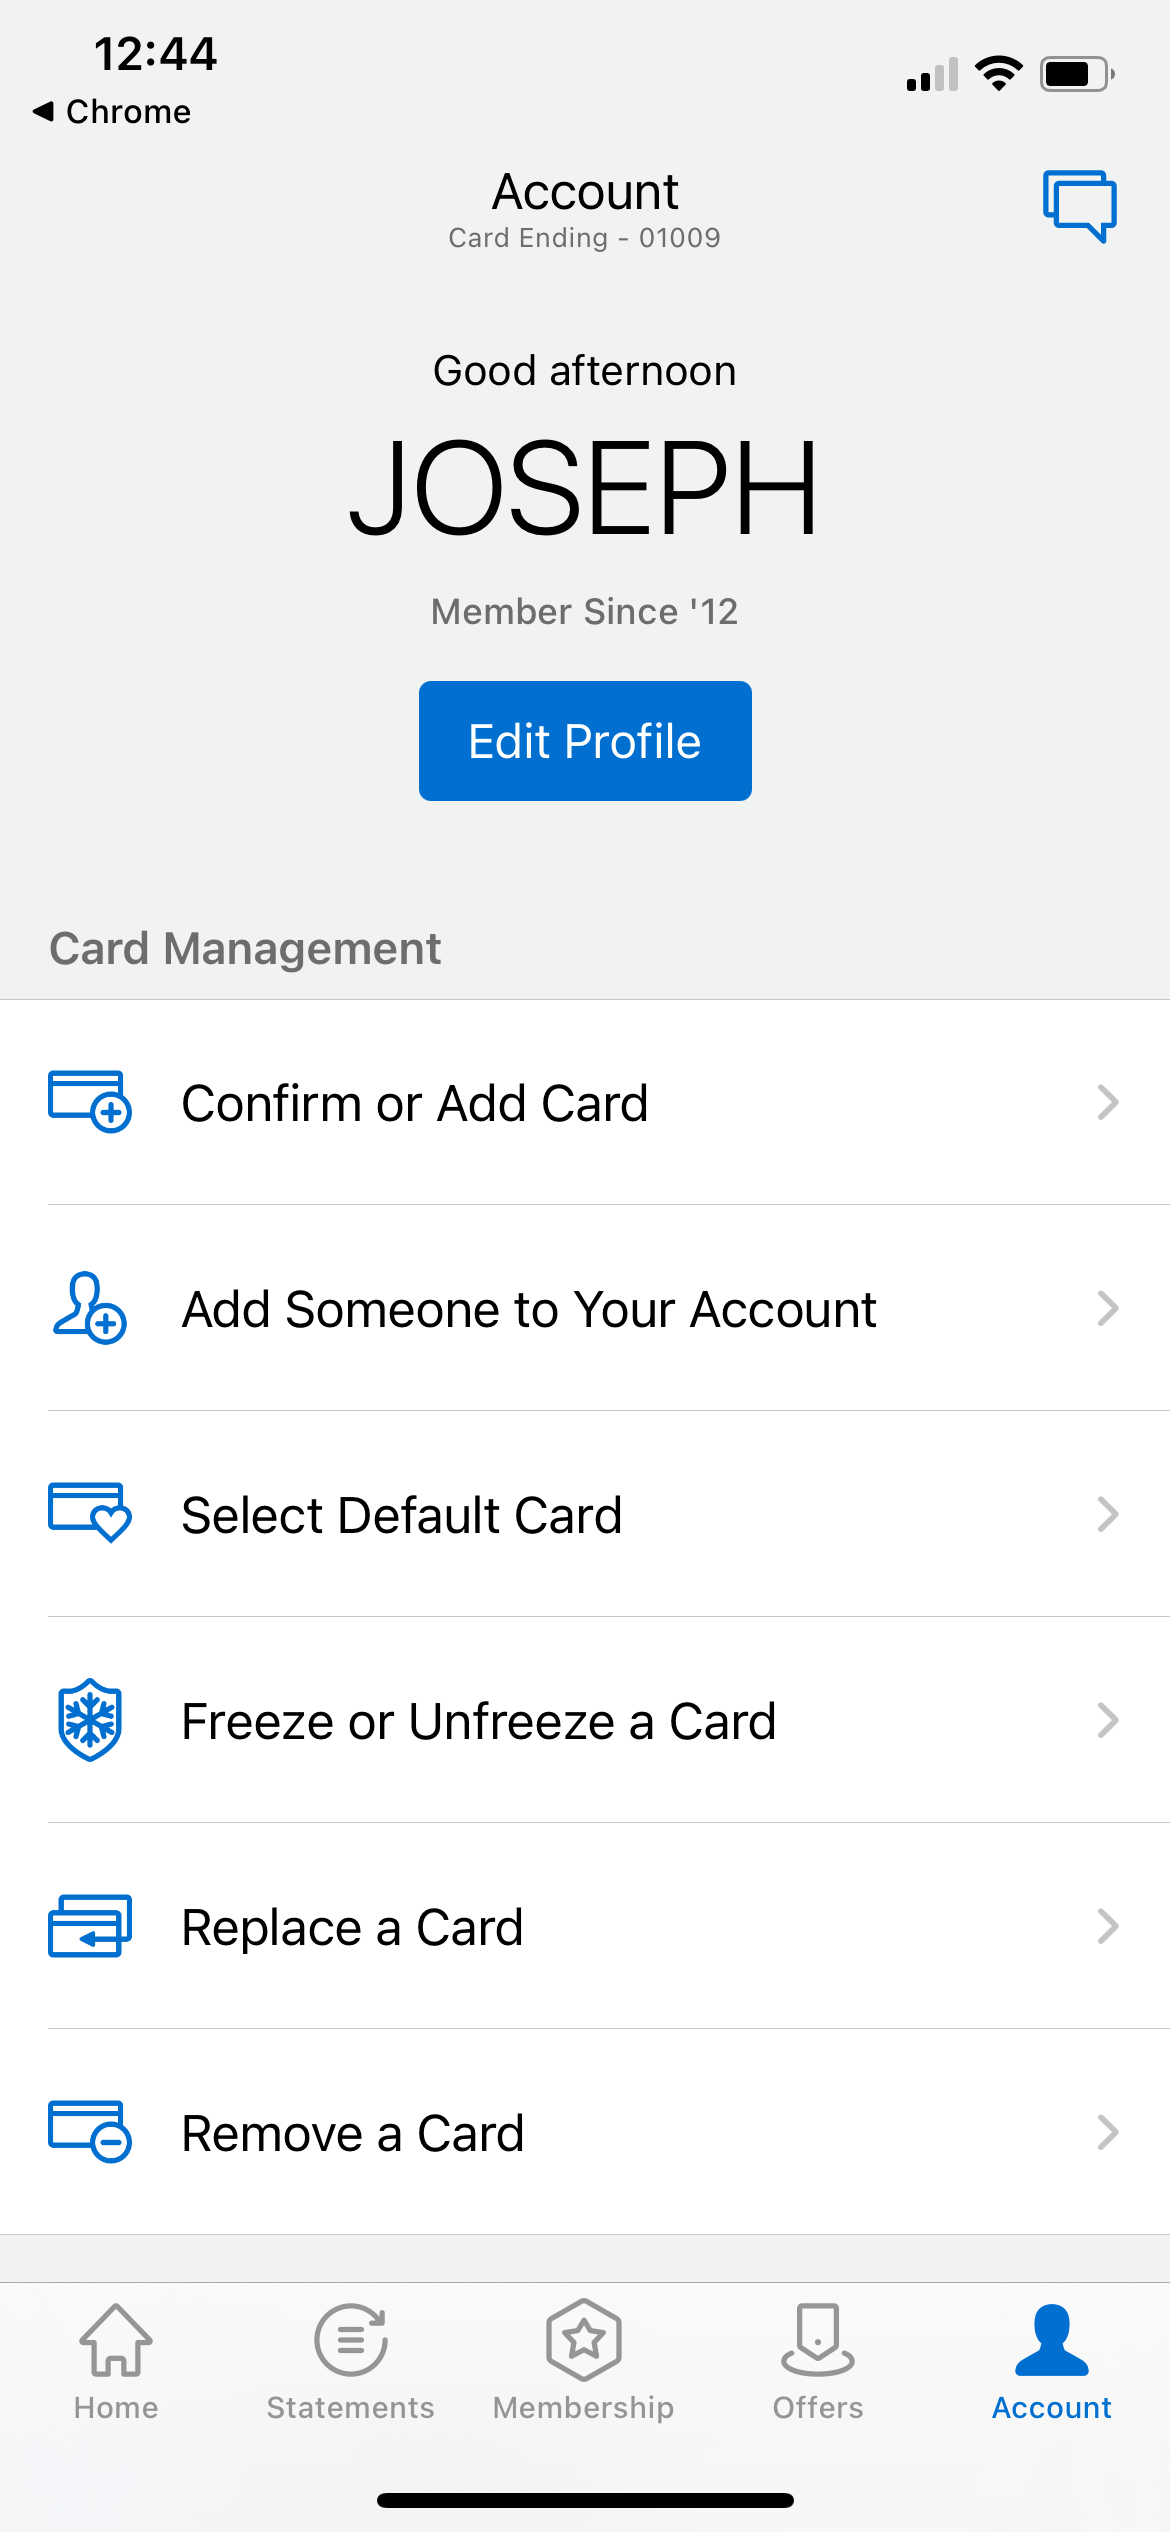 12:44
◀ Chrome
Account
Card Ending - 01009
Good afternoon
JOSEPH
Member Since '12
Edit Profile
Card Management
Confirm or Add Card
Add Someone to Your Account
Select Default Card
Freeze or Unfreeze a Card
Replace a Card
Remove a Card
Home
Statements
Membership
Offers
Account